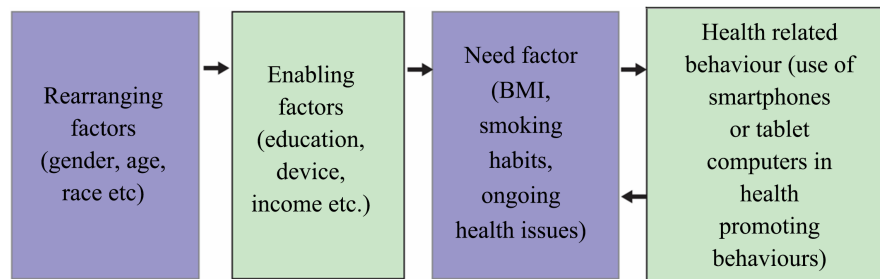 Rearranging
factors
(gender, age,
race etc)
Enabling
factors
(education,
device,
income etc.)
Need factor
(BMI,
smoking
habits,
ongoing
health issues)
Health related
behaviour (use of
smartphones
or tablet
computers in
health
promoting
behaviours)